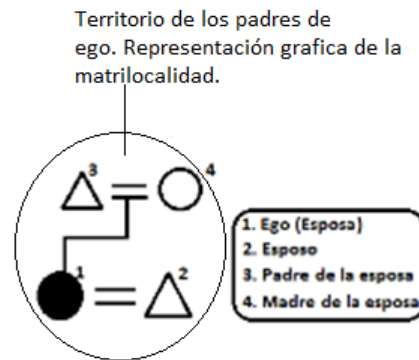 Territorio de los padres de
ego. Representación grafica de la
matrilocalidad.
3
4
1
2
1. Ego (Esposa)
2. Esposo
3. Padre de la esposa
4. Madre de la esposa